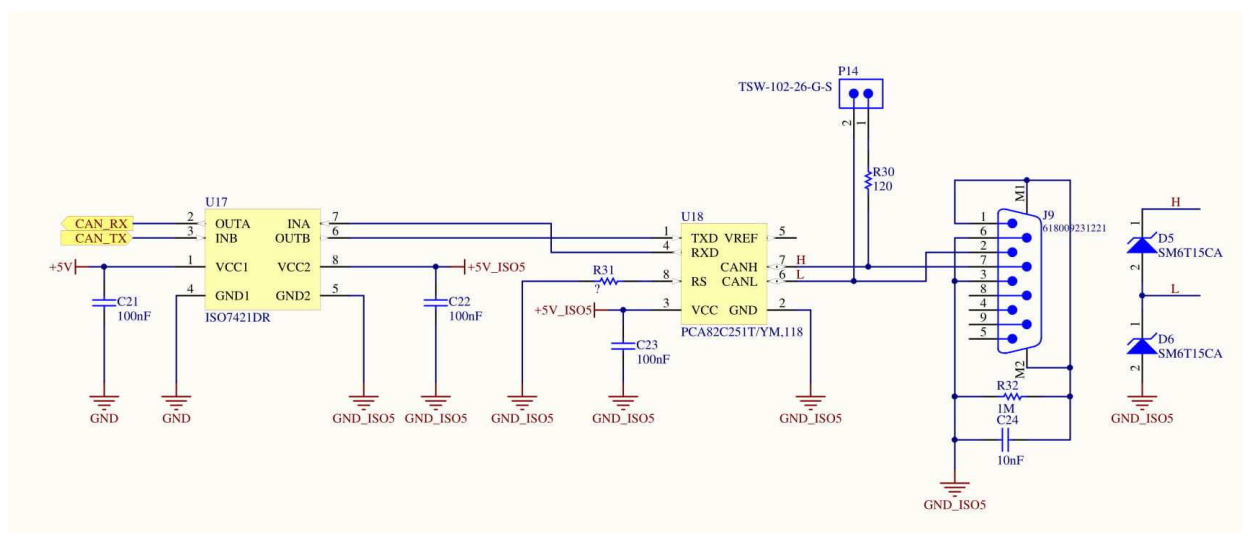 P14
TSW-102-26-G-S
2
1
R30
120
U17
CAN_RX
2
OUTA
INA
7
CAN_TX
3
INB
OUTB
6
+5V
1
VCC1
VCC2
8
+5V_ISO5
4
GND1
GND2
5
ISO7421DR
C21
100nF
C22
100nF
GND
GND
GND_ISO5
GND_ISO5
U18
1
TXD
VREF
5
4
RXD
CANH
7
H
R31
?
8
RS
CANL
6
L
+5V_ISO5
3
VCC
GND
2
PCA82C251T/YM,118
C23
100nF
GND_ISO5
GND_ISO5
GND_ISO5
M1
J9
618009231221
1
6
2
7
3
8
4
9
5
M2
R32
1M
C24
10nF
GND_ISO5
H
1
D5
SM6T15CA
2
L
1
D6
SM6T15CA
2
GND_ISO5